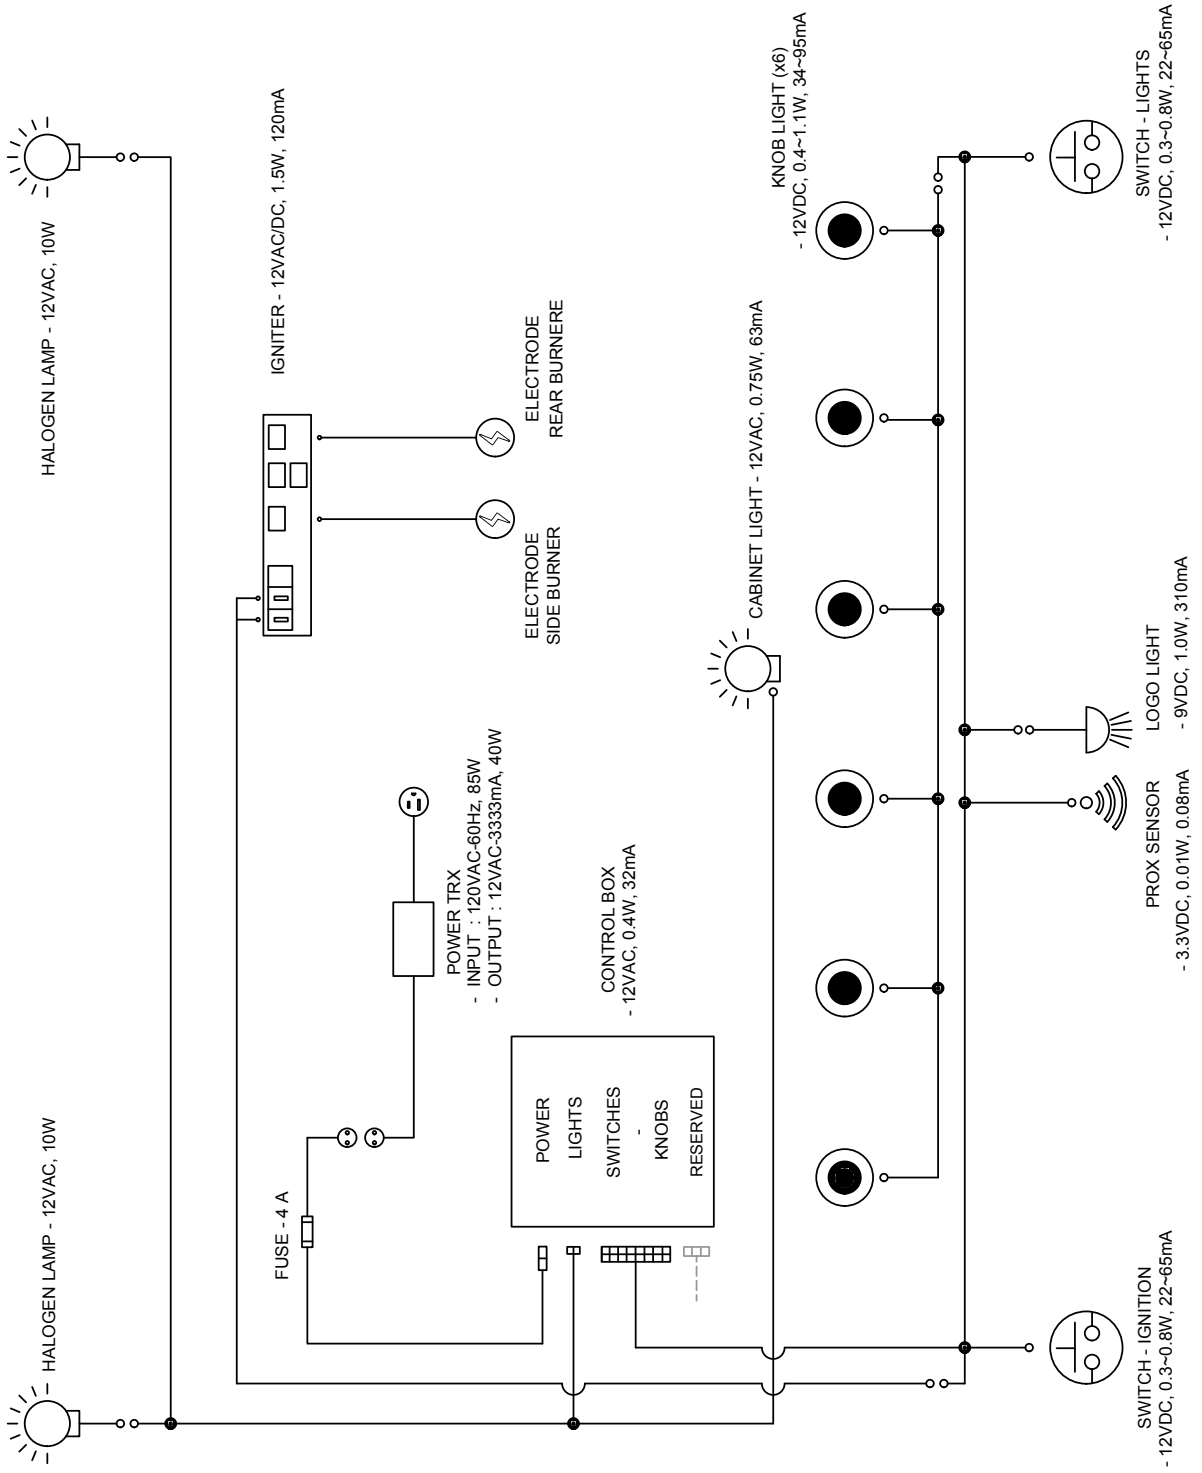 HALOGEN LAMP - 12VAC, 10W
HALOGEN LAMP - 12VAC, 10W
IGNITER - 12VAC/DC, 1.5W, 120mA
FUSE - 4 A
POWER TRX
- INPUT : 120VAC-60Hz, 85W
- OUTPUT : 12VAC-3333mA, 40W
ELECTRODE
SIDE BURNER
ELECTRODE
REAR BURNERE
POWER
LIGHTS
SWITCHES
-
KNOBS
RESERVED
CONTROL BOX
- 12VAC, 0.4W, 32mA
CABINET LIGHT - 12VAC, 0.75W, 63mA
KNOB LIGHT (x6)
- 12VDC, 0.4~1.1W, 34~95mA
SWITCH - IGNITION
- 12VDC, 0.3~0.8W, 22~65mA
PROX SENSOR
- 3.3VDC, 0.01W, 0.08mA
LOGO LIGHT
- 9VDC, 1.0W, 310mA
SWITCH - LIGHTS
- 12VDC, 0.3~0.8W, 22~65mA